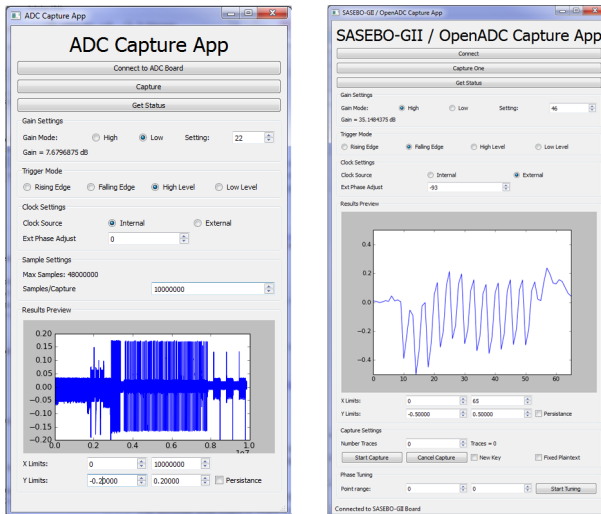 ADC Capture App
ADC Capture App
Connect to ADC Board
Capture
Get Status
Gain Settings
Gain Mode: High Low Setting: 22
Gain = 7.6796875 dB
Trigger Mode
Rising Edge Falling Edge High Level Low Level
Clock Settings
Clock Source Internal External
Ext Phase Adjust 0
Sample Settings
Max Samples: 48000000
Samples/Capture 10000000
Results Preview
0.20
0.15
0.10
0.05
0.00
−0.05
−0.10
−0.15
−0.20
0.0 0.2 0.4 0.6 0.8 1.0
1e7
X Limits: 0 10000000
Y Limits: -0.20000 0.20000 Persistance
SASEBO-GII / OpenADC Capture App
SASEBO-GII / OpenADC Capture App
Connect
Capture One
Get Status
Gain Settings
Gain Mode: High Low Setting: 46
Gain = 35.1484375 dB
Trigger Mode
Rising Edge Falling Edge High Level Low Level
Clock Settings
Clock Source Internal External
Ext Phase Adjust -93
Results Preview
0.4
0.2
0.0
−0.2
−0.4
0 10 20 30 40 50 60
X Limits: 0 65
Y Limits: -0.50000 0.50000 Persistance
Capture Settings
Number Traces 0 Traces = 0
Start Capture Cancel Capture New Key Fixed Plaintext
Phase Tuning
Point range: 0 0 Start Tuning
Connected to SASEBO-GII Board